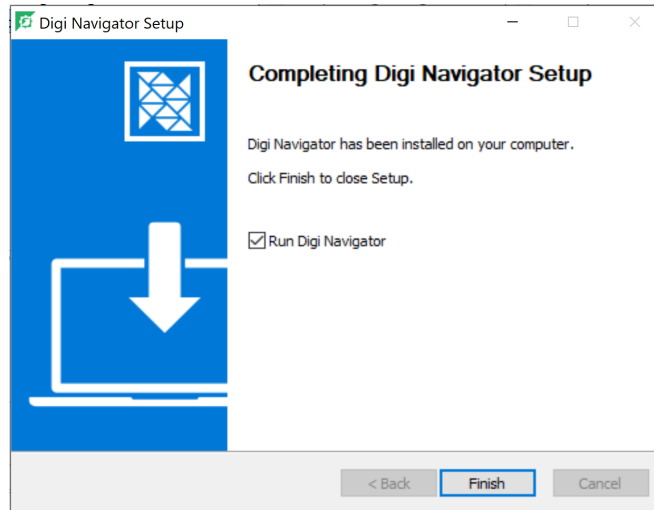 Digi Navigator Setup
Completing Digi Navigator Setup
Digi Navigator has been installed on your computer.
Click Finish to close Setup.
Run Digi Navigator
< Back
Finish
Cancel